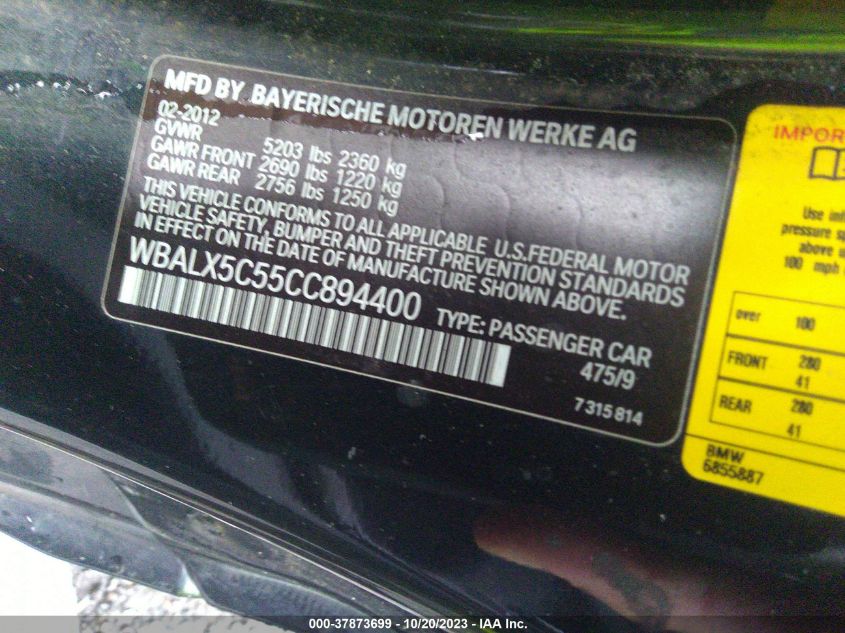 MFD BY BAYERISCHE MOTOREN WERKE AG
02-2012
GVWR 5203 lbs 2360 kg
GAWR FRONT 2690 lbs 1220 kg
GAWR REAR 2756 lbs 1250 kg
THIS VEHICLE CONFORMS TO ALL APPLICABLE U.S.FEDERAL MOTOR
VEHICLE SAFETY, BUMPER AND THEFT PREVENTION STANDARDS
IN EFFECT ON THE DATE OF MANUFACTURE SHOWN ABOVE.
WBALX5C55CC894400 TYPE: PASSENGER CAR
475/9
7 315 814
IMPOR
Use inf
pressure sp
above
100 mph
over 100
FRONT 280
41
REAR 280
41
BMW
6855887
000-37873699 - 10/20/2023 - IAA Inc.